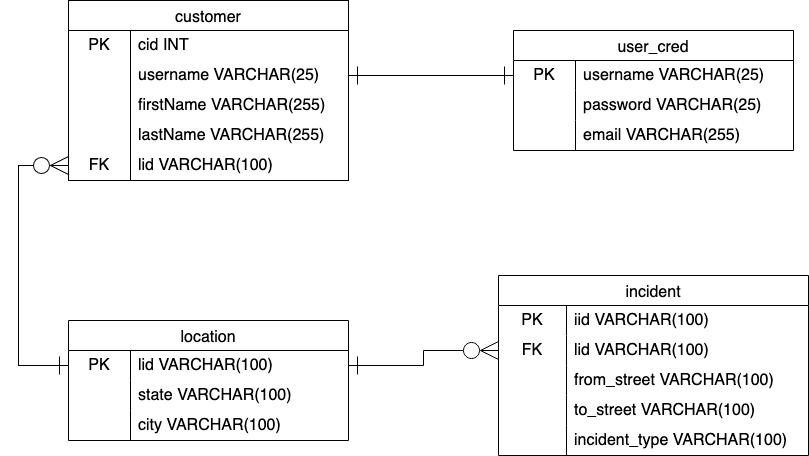 customer
PK cid INT
username VARCHAR(25)
firstName VARCHAR(255)
lastName VARCHAR(255)
FK lid VARCHAR(100)
user_cred
PK username VARCHAR(25)
password VARCHAR(25)
email VARCHAR(255)
location
PK lid VARCHAR(100)
state VARCHAR(100)
city VARCHAR(100)
incident
PK iid VARCHAR(100)
FK lid VARCHAR(100)
from_street VARCHAR(100)
to_street VARCHAR(100)
incident_type VARCHAR(100)